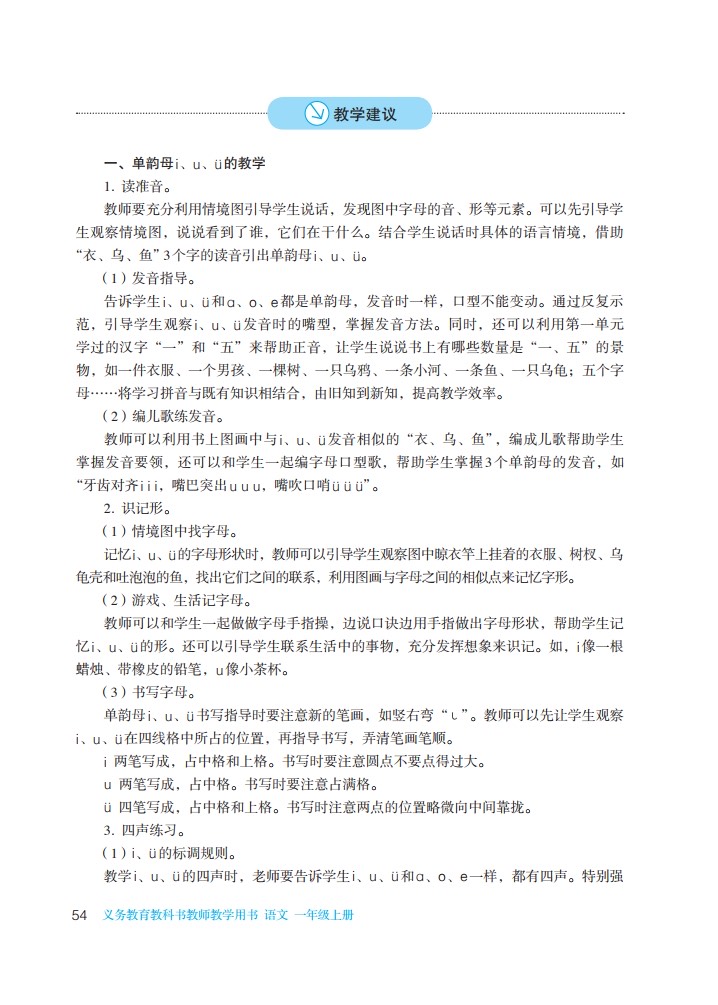 教学建议
一、单韵母i、u、ü的教学
1. 读准音。
教师要充分利用情境图引导学生说话，发现图中字母的音、形等元素。可以先引导学
生观察情境图，说说看到了谁，它们在干什么。结合学生说话时具体的语言情境，借助
“衣、乌、鱼”3个字的读音引出单韵母i、u、ü。
（1）发音指导。
告诉学生i、u、ü和ɑ、o、e都是单韵母，发音时一样，口型不能变动。通过反复示
范，引导学生观察i、u、ü发音时的嘴型，掌握发音方法。同时，还可以利用第一单元
学过的汉字“一”和“五”来帮助正音，让学生说说书上有哪些数量是“一、五”的景
物，如一件衣服、一个男孩、一棵树、一只乌鸦、一条小河、一条鱼、一只乌龟；五个字
母……将学习拼音与既有知识相结合，由旧知到新知，提高教学效率。
（2）编儿歌练发音。
教师可以利用书上图画中与i、u、ü发音相似的“衣、乌、鱼”，编成儿歌帮助学生
掌握发音要领，还可以和学生一起编字母口型歌，帮助学生掌握3个单韵母的发音，如
“牙齿对齐i i i，嘴巴突出u u u，嘴吹口哨ü ü ü”。
2. 识记形。
（1）情境图中找字母。
记忆i、u、ü的字母形状时，教师可以引导学生观察图中晾衣竿上挂着的衣服、树杈、乌
龟壳和吐泡泡的鱼，找出它们之间的联系，利用图画与字母之间的相似点来记忆字形。
（2）游戏、生活记字母。
教师可以和学生一起做做字母手指操，边说口诀边用手指做出字母形状，帮助学生记
忆i、u、ü的形。还可以引导学生联系生活中的事物，充分发挥想象来识记。如，i像一根
蜡烛、带橡皮的铅笔，u像小茶杯。
（3）书写字母。
单韵母i、u、ü书写指导时要注意新的笔画，如竖右弯“㇄”。教师可以先让学生观察
i、u、ü在四线格中所占的位置，再指导书写，弄清笔画笔顺。
i 两笔写成，占中格和上格。书写时要注意圆点不要点得过大。
u 两笔写成，占中格。书写时要注意占满格。
ü 四笔写成，占中格和上格。书写时注意两点的位置略微向中间靠拢。
3. 四声练习。
（1）i、ü的标调规则。
教学i、u、ü的四声时，老师要告诉学生i、u、ü和ɑ、o、e一样，都有四声。特别强
54 义务教育教科书教师教学用书 语文 一年级上册